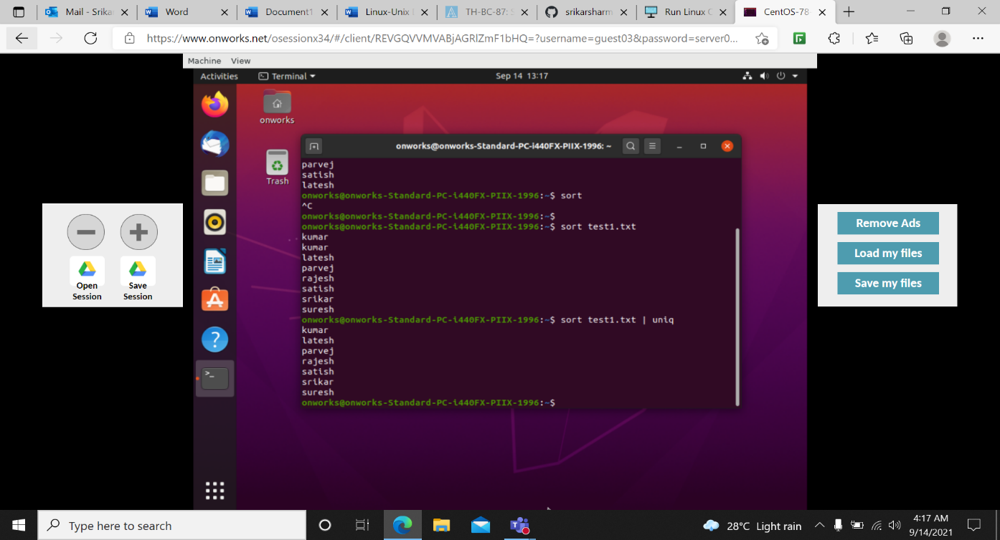 Mail - Srika
Word
Document1
Linux-Unix
TH-BC-87: S
srikarsharm
Run Linux C
CentOS-78-
https://www.onworks.net/osessionx34/#/client/REVGQVVMVABjAGRlZmF1bHQ=?username=guest03&password=server0...
Machine View
Activities Terminal Sep 14 13:17
onworks
Trash
onworks@onworks-Standard-PC-i440FX-PIIX-1996: ~
parvej
satish
latesh
onworks@onworks-Standard-PC-i440FX-PIIX-1996:~$ sort
^C
onworks@onworks-Standard-PC-i440FX-PIIX-1996:~$
onworks@onworks-Standard-PC-i440FX-PIIX-1996:~$ sort test1.txt
kumar
kumar
latesh
parvej
rajesh
satish
srikar
suresh
onworks@onworks-Standard-PC-i440FX-PIIX-1996:~$ sort test1.txt | uniq
kumar
latesh
parvej
rajesh
satish
srikar
suresh
onworks@onworks-Standard-PC-i440FX-PIIX-1996:~$
Open
Session
Save
Session
Remove Ads
Load my files
Save my files
Type here to search
28°C Light rain
4:17 AM
9/14/2021